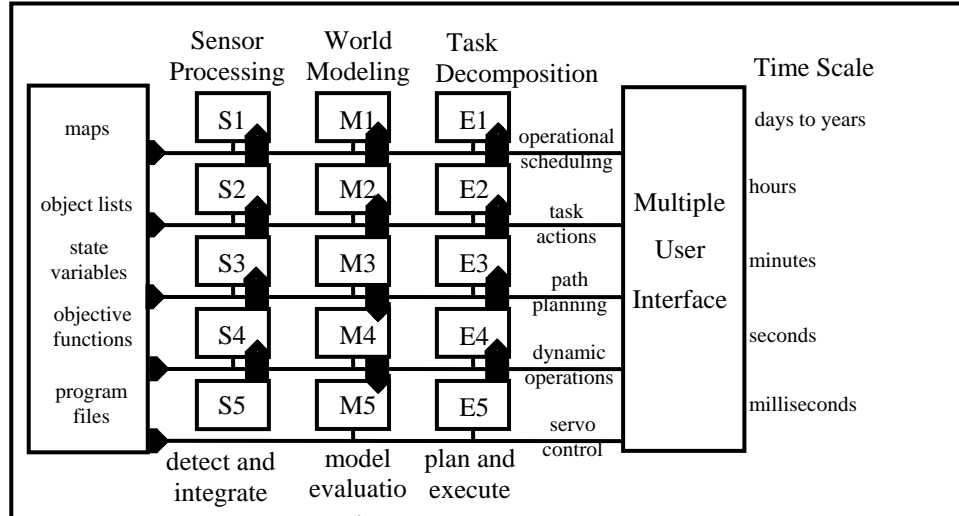 Sensor
Processing
World
Modeling
Task
Decomposition
Time Scale
maps
object lists
state
variables
objective
functions
program
files
S1
M1
E1
operational
scheduling
S2
M2
E2
task
actions
S3
M3
E3
path
planning
S4
M4
E4
dynamic
operations
S5
M5
E5
servo
control
Multiple
User
Interface
days to years
hours
minutes
seconds
milliseconds
detect and
integrate
model
evaluatio
plan and
execute